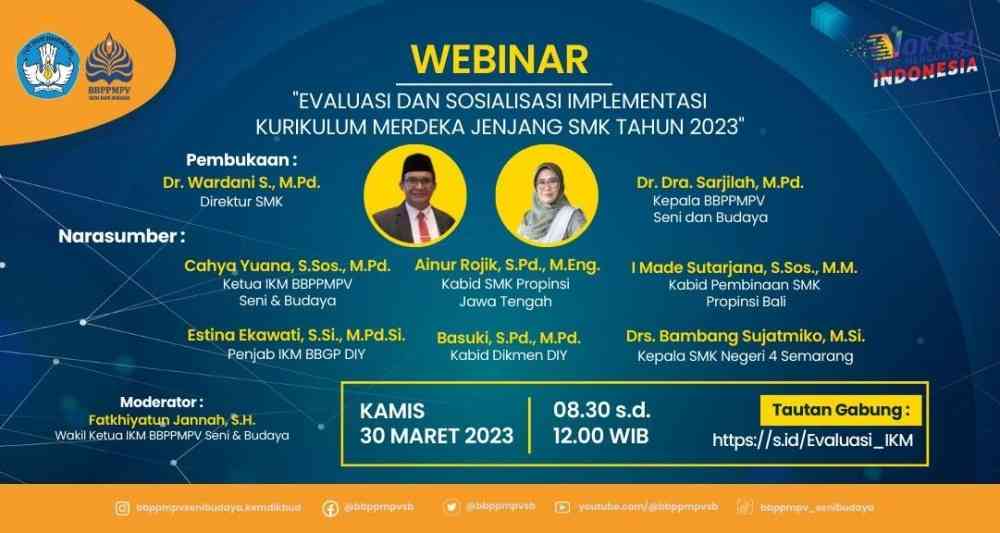 BBPPMPV
SENI DAN BUDAYA
VOKASI
INDONESIA
WEBINAR
"EVALUASI DAN SOSIALISASI IMPLEMENTASI
KURIKULUM MERDEKA JENJANG SMK TAHUN 2023"
Pembukaan :
Dr. Wardani S., M.Pd.
Direktur SMK
Dr. Dra. Sarjilah, M.Pd.
Kepala BBPPMPV
Seni dan Budaya
Narasumber :
Cahya Yuana, S.Sos., M.Pd.
Ketua IKM BBPPMPV
Seni & Budaya
Ainur Rojik, S.Pd., M.Eng.
Kabid SMK Propinsi
Jawa Tengah
I Made Sutarjana, S.Sos., M.M.
Kabid Pembinaan SMK
Propinsi Bali
Estina Ekawati, S.Si., M.Pd.Si.
Penjab IKM BBGP DIY
Basuki, S.Pd., M.Pd.
Kabid Dikmen DIY
Drs. Bambang Sujatmiko, M.Si.
Kepala SMK Negeri 4 Semarang
Moderator :
Fatkhiyatun Jannah, S.H.
Wakil Ketua IKM BBPPMPV Seni & Budaya
KAMIS
30 MARET 2023
08.30 s.d.
12.00 WIB
Tautan Gabung :
https://s.id/Evaluasi_IKM
bbppmpvsenibudaya.kemdikbud
@bbppmpvsb
@bbppmpvsb
youtube.com/@bbppmpvsb
bbppmpv_senibudaya